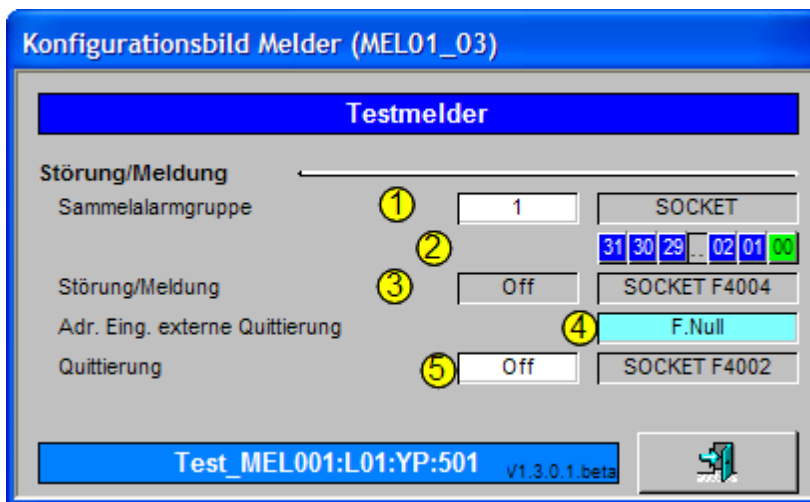 Konfigurationsbild Melder (MEL01_03)
Testmelder
Störung/Meldung
Sammelalarmgruppe 1 1 SOCKET
2 31 30 29 .. 02 01 00
Störung/Meldung 3 Off SOCKET F4004
Adr. Eing. externe Quittierung 4 F.Null
Quittierung 5 Off SOCKET F4002
Test_MEL001:L01:YP:501 V1.3.0.1.beta